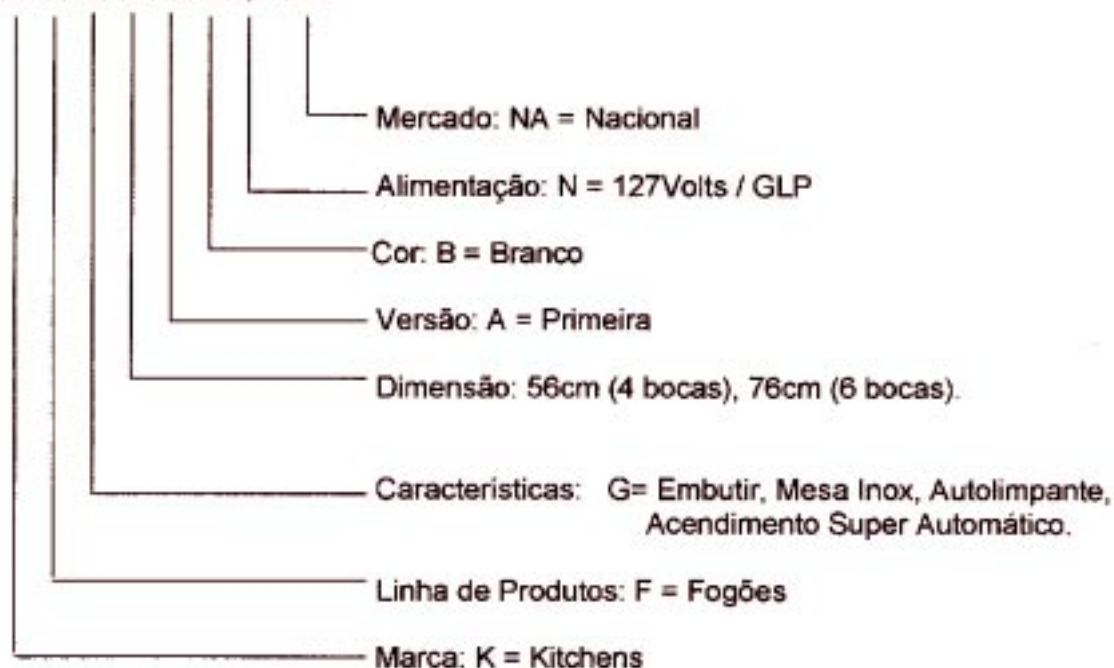 Mercado: NA = Nacional
Alimentação: N = 127Volts / GLP
Cor: B = Branco
Versão: A = Primeira
Dimensão: 56cm (4 bocas), 76cm (6 bocas).
Características: G= Embutir, Mesa Inox, Autolimpante,
Acendimento Super Automático.
Linha de Produtos: F = Fogões
Marca: K = Kitchens